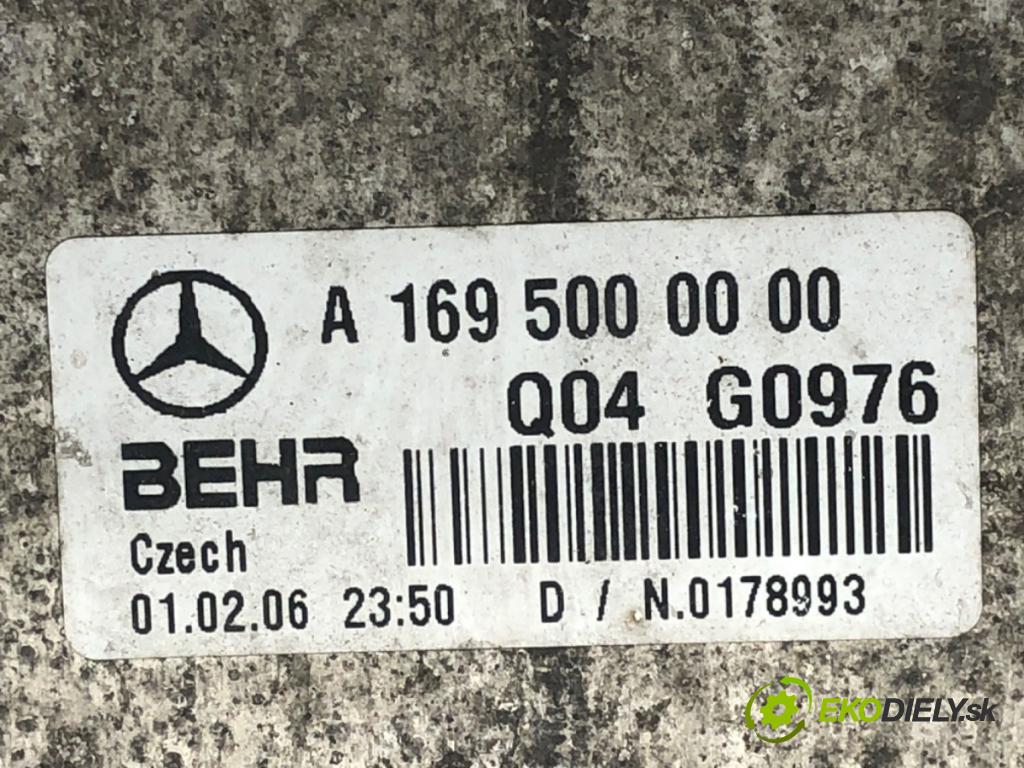 A 169 500 00 00
Q04 G0976
BEHR
Czech
01.02.06 23:50 D / N.0178993
EKODIELY.sk